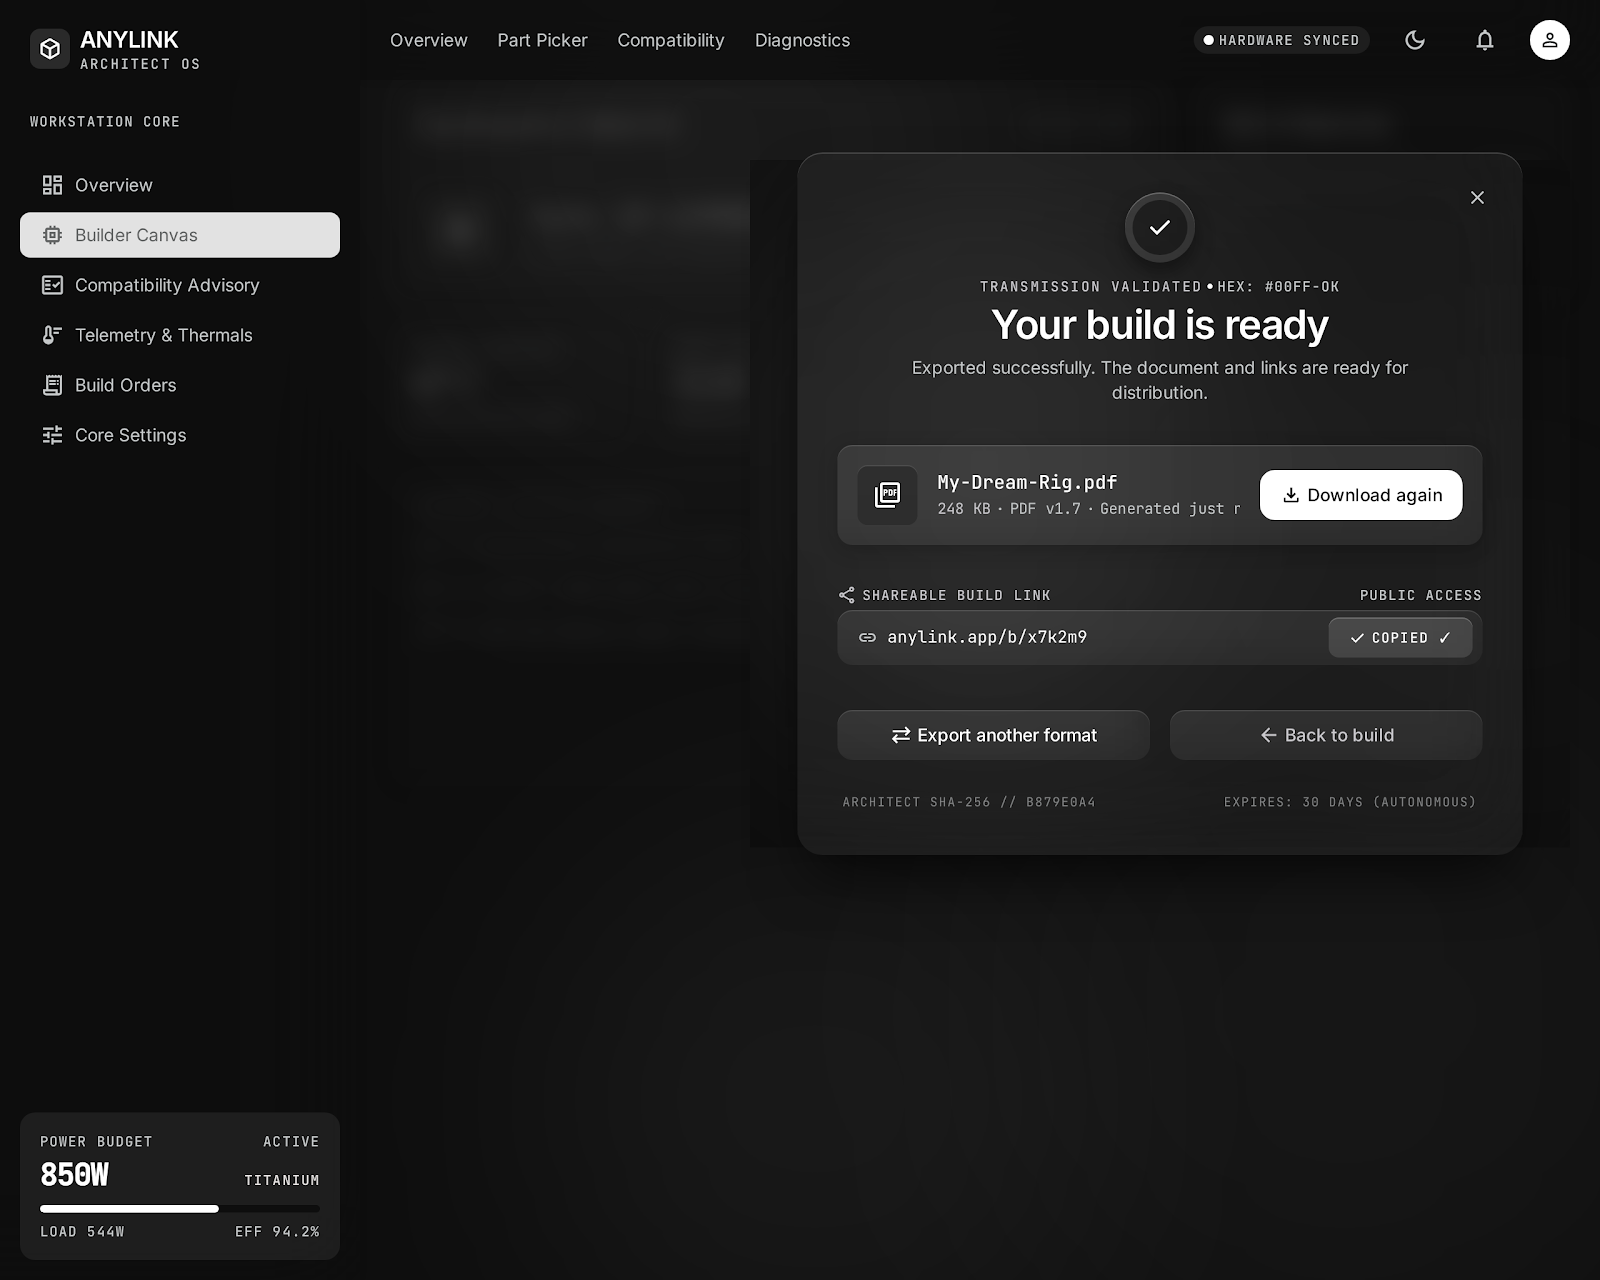 ANYLINK
ARCHITECT OS
Overview
Part Picker
Compatibility
Diagnostics
HARDWARE SYNCED
WORKSTATION CORE
Overview
Builder Canvas
Compatibility Advisory
Telemetry & Thermals
Build Orders
Core Settings
POWER BUDGET
ACTIVE
850W
TITANIUM
LOAD 544W
EFF 94.2%
TRANSMISSION VALIDATED • HEX: #00FF-OK
Your build is ready
Exported successfully. The document and links are ready for
distribution.
PDF
My-Dream-Rig.pdf
248 KB · PDF v1.7 · Generated just
Download again
SHAREABLE BUILD LINK
PUBLIC ACCESS
anylink.app/b/x7k2m9
COPIED ✓
Export another format
Back to build
ARCHITECT SHA-256 // B879E0A4
EXPIRES: 30 DAYS (AUTONOMOUS)